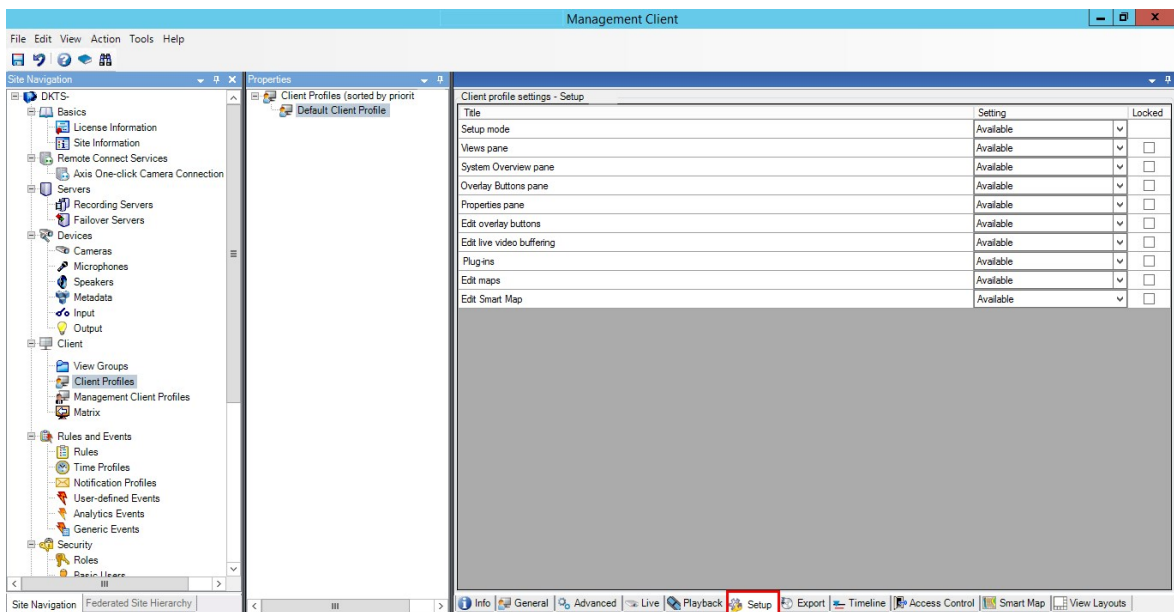 Management Client
File Edit View Action Tools Help
Site Navigation
DKTS-
Basics
License Information
Site Information
Remote Connect Services
Axis One-click Camera Connection
Servers
Recording Servers
Failover Servers
Devices
Cameras
Microphones
Speakers
Metadata
Input
Output
Client
View Groups
Client Profiles
Management Client Profiles
Matrix
Rules and Events
Rules
Time Profiles
Notification Profiles
User-defined Events
Analytics Events
Generic Events
Security
Roles
Basic Users
Site Navigation Federated Site Hierarchy
Properties
Client Profiles (sorted by priorit
Default Client Profile
Client profile settings - Setup
Title Setting Locked
Setup mode Available
Views pane Available
System Overview pane Available
Overlay Buttons pane Available
Properties pane Available
Edit overlay buttons Available
Edit live video buffering Available
Plug-ins Available
Edit maps Available
Edit Smart Map Available
Info General Advanced Live Playback Setup Export Timeline Access Control Smart Map View Layouts